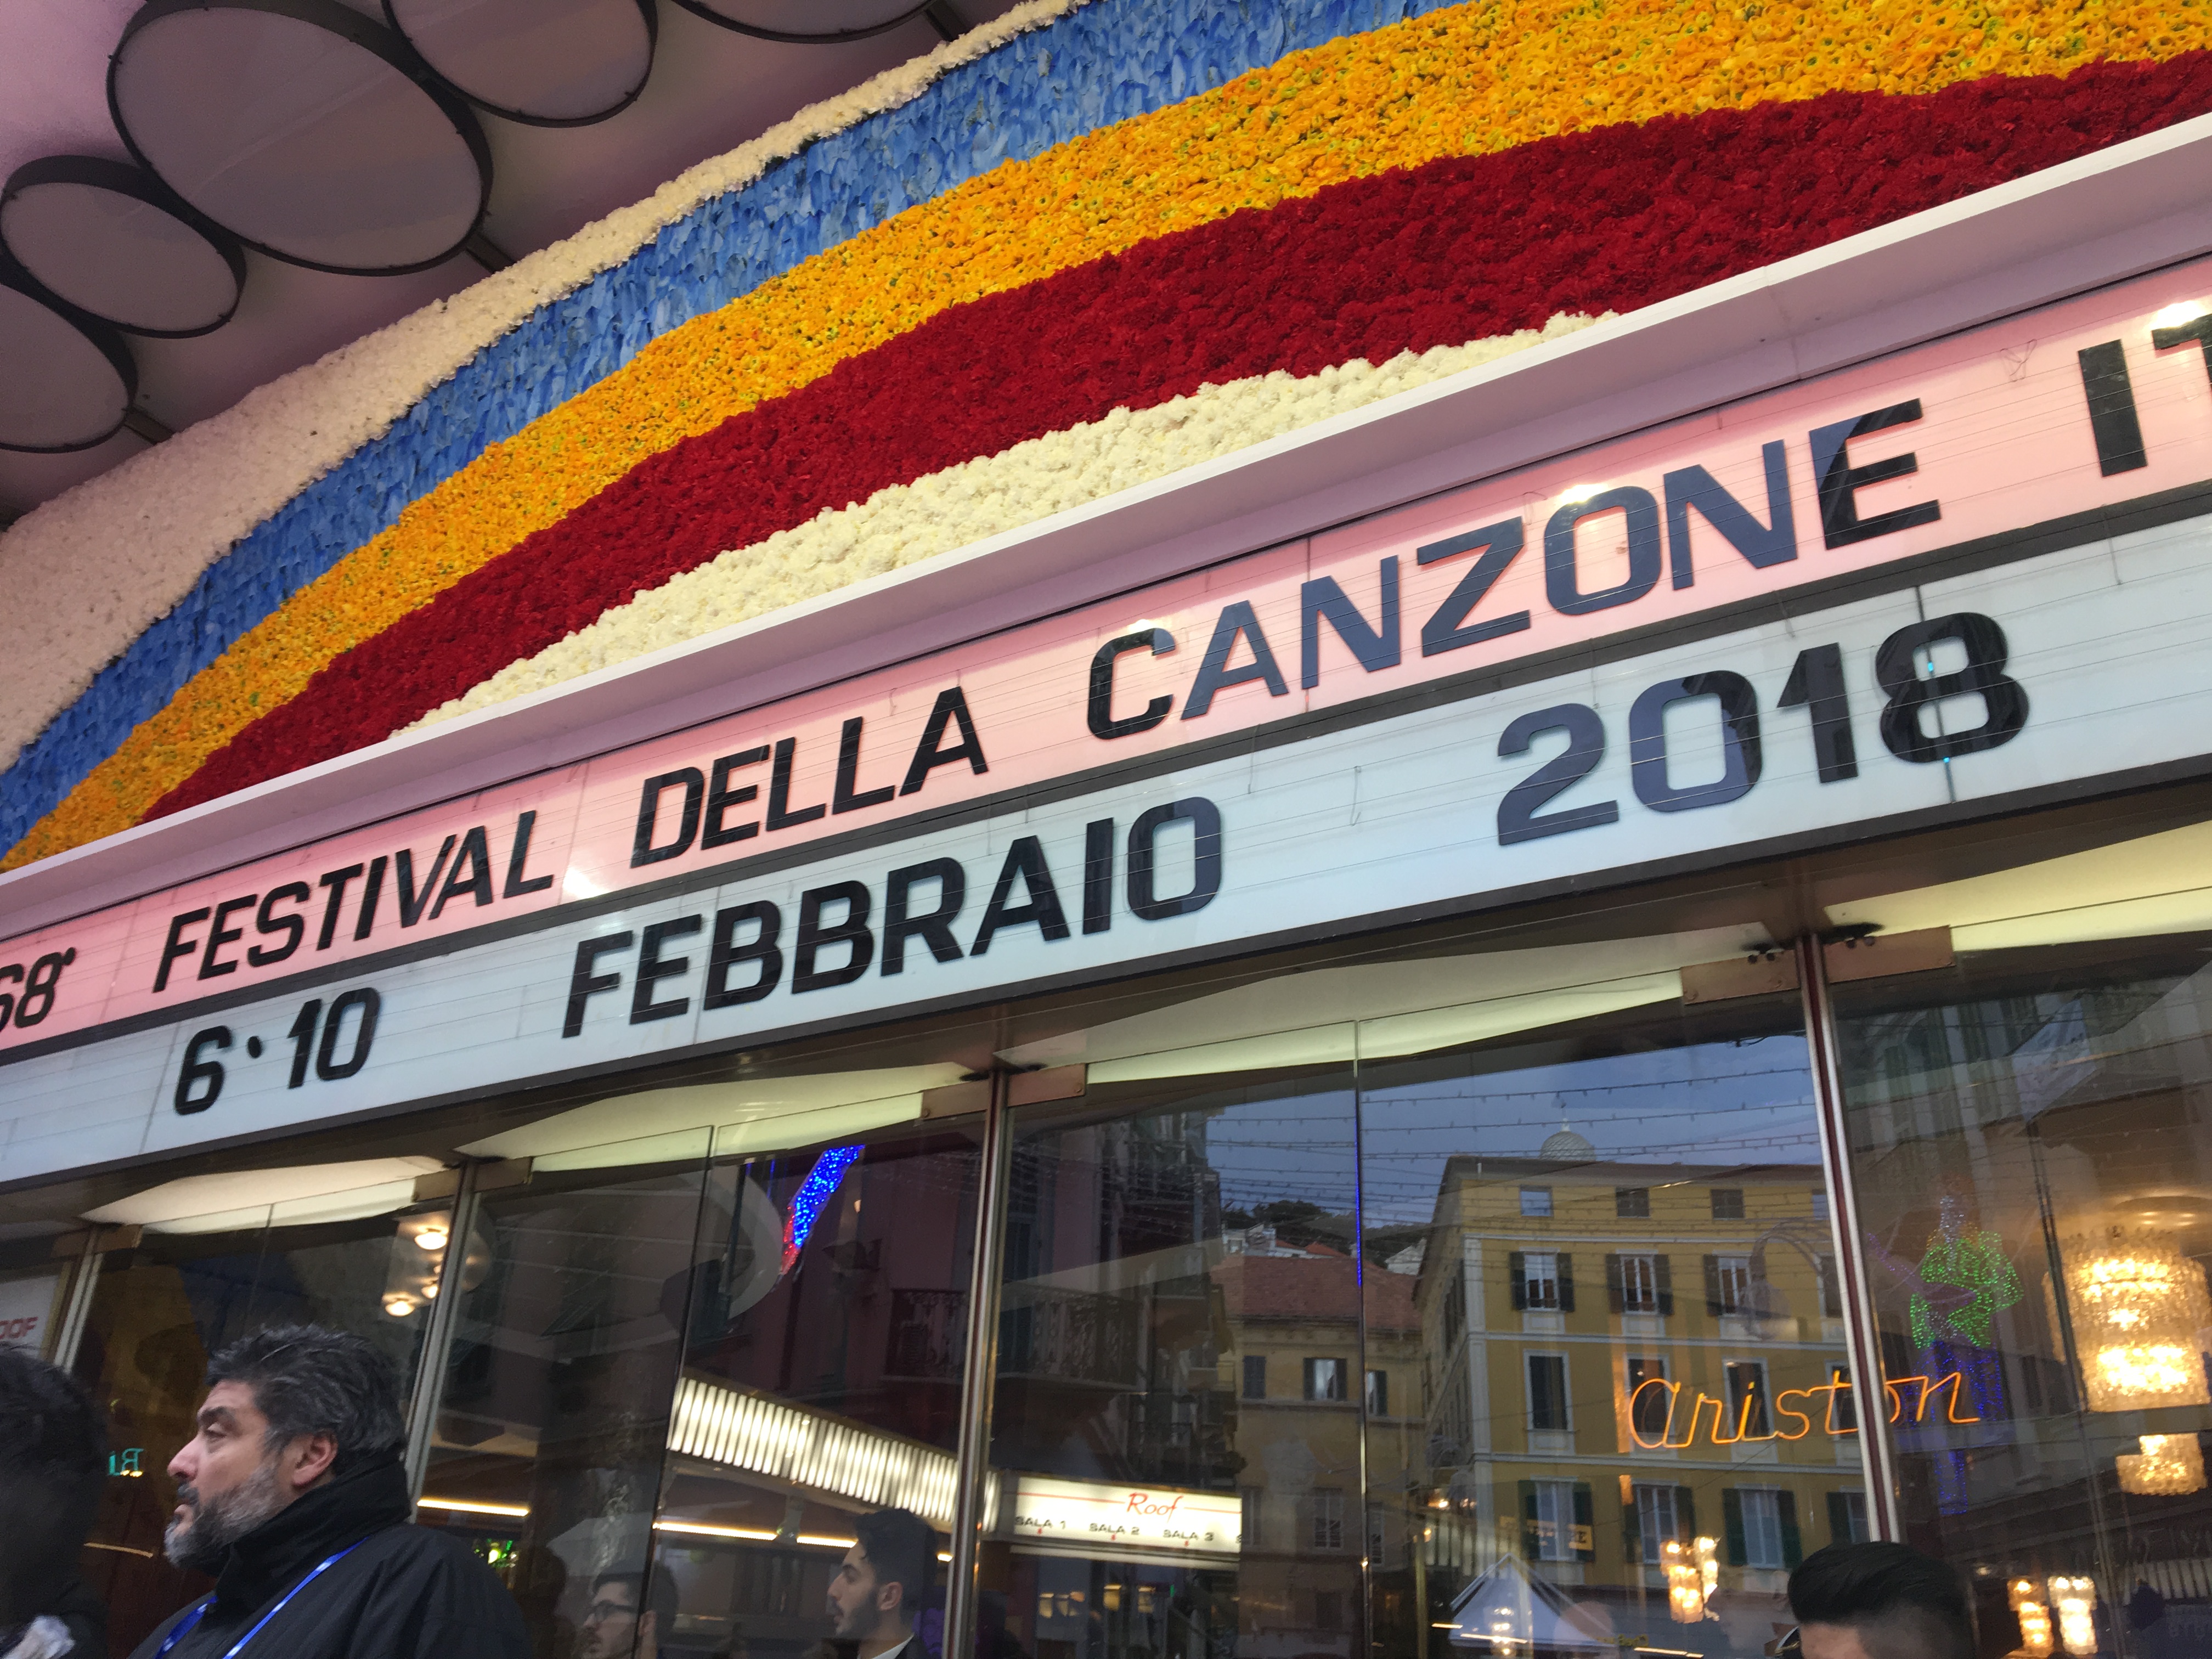 68° FESTIVAL DELLA CANZONE IT
6·10 FEBBRAIO 2018
ariston
Roof
SALA 1 SALA 2 SALA 3